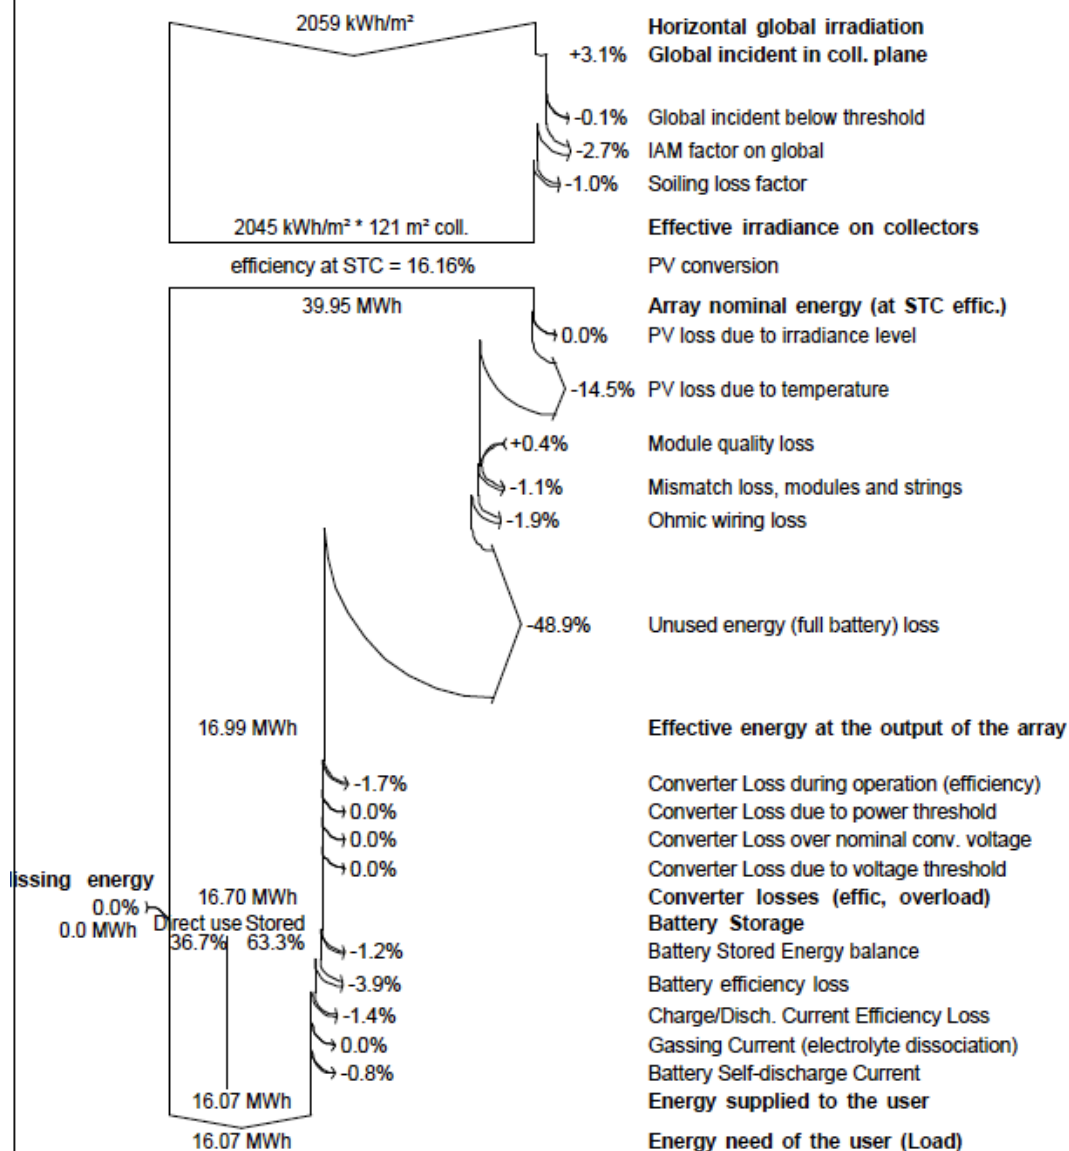 2059 kWh/m² Horizontal global irradiation
+3.1% Global incident in coll. plane
-0.1% Global incident below threshold
-2.7% IAM factor on global
-1.0% Soiling loss factor
2045 kWh/m² * 121 m² coll. Effective irradiance on collectors
efficiency at STC = 16.16% PV conversion
39.95 MWh Array nominal energy (at STC effic.)
0.0% PV loss due to irradiance level
-14.5% PV loss due to temperature
+0.4% Module quality loss
-1.1% Mismatch loss, modules and strings
-1.9% Ohmic wiring loss
-48.9% Unused energy (full battery) loss
16.99 MWh Effective energy at the output of the array
-1.7% Converter Loss during operation (efficiency)
0.0% Converter Loss due to power threshold
0.0% Converter Loss over nominal conv. voltage
0.0% Converter Loss due to voltage threshold
issing energy 16.70 MWh Converter losses (effic, overload)
0.0% Direct use Stored Battery Storage
0.0 MWh 36.7% 63.3% -1.2% Battery Stored Energy balance
-3.9% Battery efficiency loss
-1.4% Charge/Disch. Current Efficiency Loss
0.0% Gassing Current (electrolyte dissociation)
-0.8% Battery Self-discharge Current
16.07 MWh Energy supplied to the user
16.07 MWh Energy need of the user (Load)